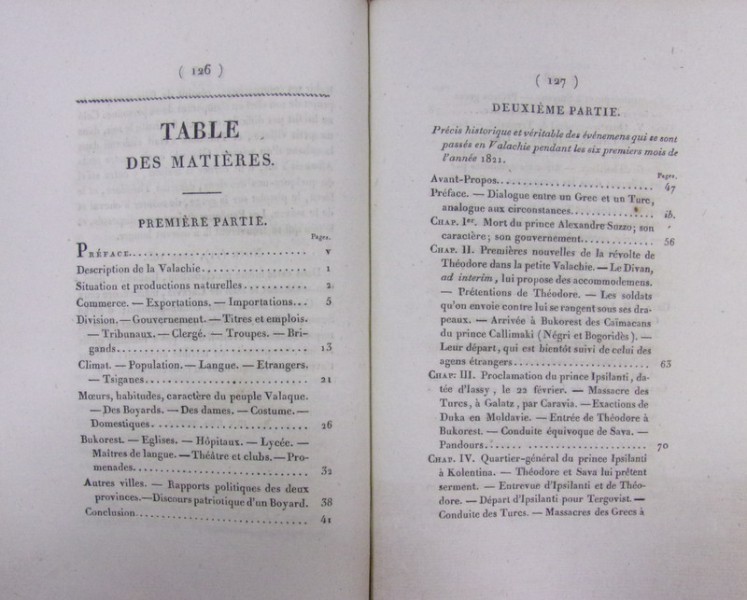 ( 126 )
TABLE
DES MATIÈRES.
PREMIÈRE PARTIE.
Pages.
PRÉFACE. v
Description de la Valachie. 1
Situation et productions naturelles. 2
Commerce. — Exportations, — Importations... 5
Division. — Gouvernement. — Titres et emplois.
— Tribunaux. — Clergé. — Troupes. — Bri-
gands. 13
Climat. — Population. — Langue. — Etrangers.
— Tsiganes. 21
Mœurs, habitudes, caractère du peuple Valaque.
— Des Boyards. — Des dames. — Costume. —
Domestiques. 26
Bukorest. — Eglises. — Hôpitaux. — Lycée. —
Maîtres de langue. — Théâtre et clubs. — Pro-
menades. 32
Autres villes. — Rapports politiques des deux
provinces. — Discours patriotique d'un Boyard. 38
Conclusion. 41
( 127 )
DEUXIÈME PARTIE.
Précis historique et véritable des événemens qui se sont
passés en Valachie pendant les six premiers mois de
l'année 1821.
Pages.
Avant-Propos. 47
Préface. — Dialogue entre un Grec et un Turc,
analogue aux circonstances. ib.
CHAP. Ier. Mort du prince Alexandre Sozzo; son
caractère; son gouvernement. 56
CHAP. II. Premières nouvelles de la révolte de
Théodore dans la petite Valachie. — Le Divan,
ad interim, lui propose des accommodemens.
— Prétentions de Théodore. — Les soldats
qu'on envoie contre lui se rangent sous ses dra-
peaux. — Arrivée à Bukorest des Caimacans
du prince Callimaki (Négri et Bogoridès). —
Leur départ, qui est bientôt suivi de celui des
agens étrangers. 63
CHAP. III. Proclamation du prince Ipsilanti, da-
tée d'Iassy, le 22 février. — Massacre des
Turcs, à Galatz, par Caravia. — Exactions de
Duka en Moldavie. — Entrée de Théodore à
Bukorest. — Conduite équivoque de Sava. —
Pandours. 70
CHAP. IV. Quartier-général du prince Ipsilanti
à Kolentina. — Théodore et Sava lui prêtent
serment. — Entrevue d'Ipsilanti et de Théo-
dore. — Départ d'Ipsilanti pour Tergovist. —
Conduite des Turcs. — Massacres des Grecs à